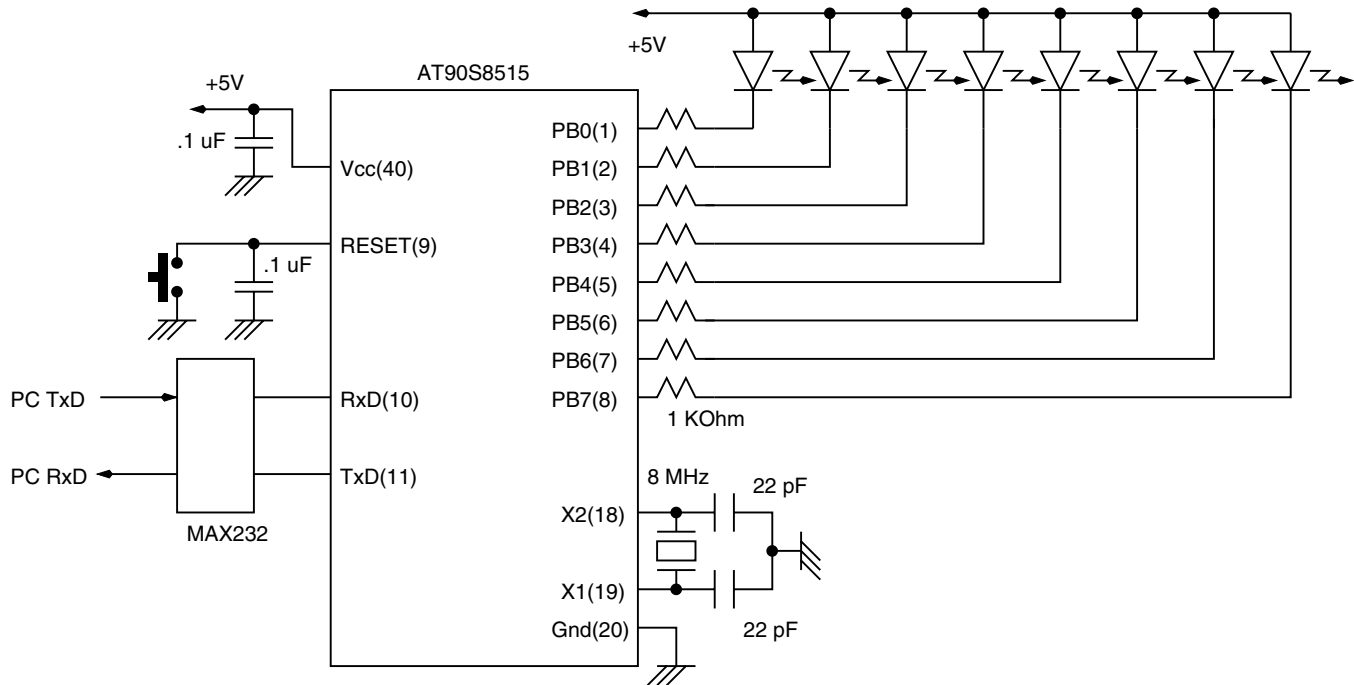 +5V
AT90S8515
+5V
.1 uF
PB0(1)
Vcc(40)
PB1(2)
PB2(3)
RESET(9)
PB3(4)
.1 uF
PB4(5)
PB5(6)
PB6(7)
PC TxD
RxD(10)
PB7(8)
1 KOhm
PC RxD
TxD(11)
8 MHz
22 pF
X2(18)
MAX232
X1(19)
Gnd(20)
22 pF